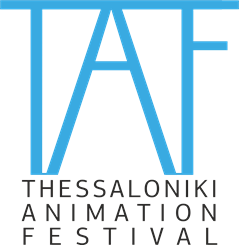 TAF
THESSALONIKI
ANIMATION
FESTIVAL